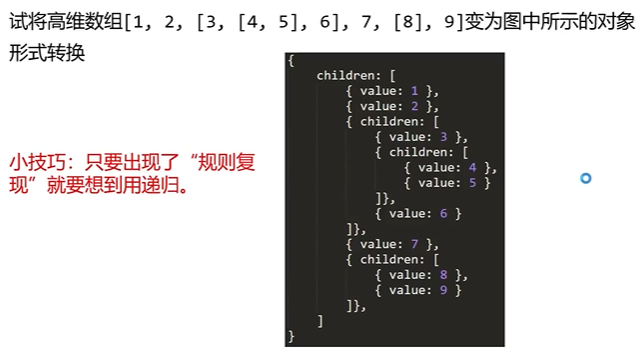 试将高维数组[1, 2, [3, [4, 5], 6], 7, [8], 9]变为图中所示的对象
形式转换
{
    children: [
        { value: 1 },
        { value: 2 },
        { children: [
            { value: 3 },
            { children: [
                { value: 4 },
                { value: 5 }
            ]},
            { value: 6 }
        ]},
        { value: 7 },
        { children: [
            { value: 8 },
            { value: 9 }
        ]},
    ]
}
小技巧：只要出现了“规则复
现”就要想到用递归。